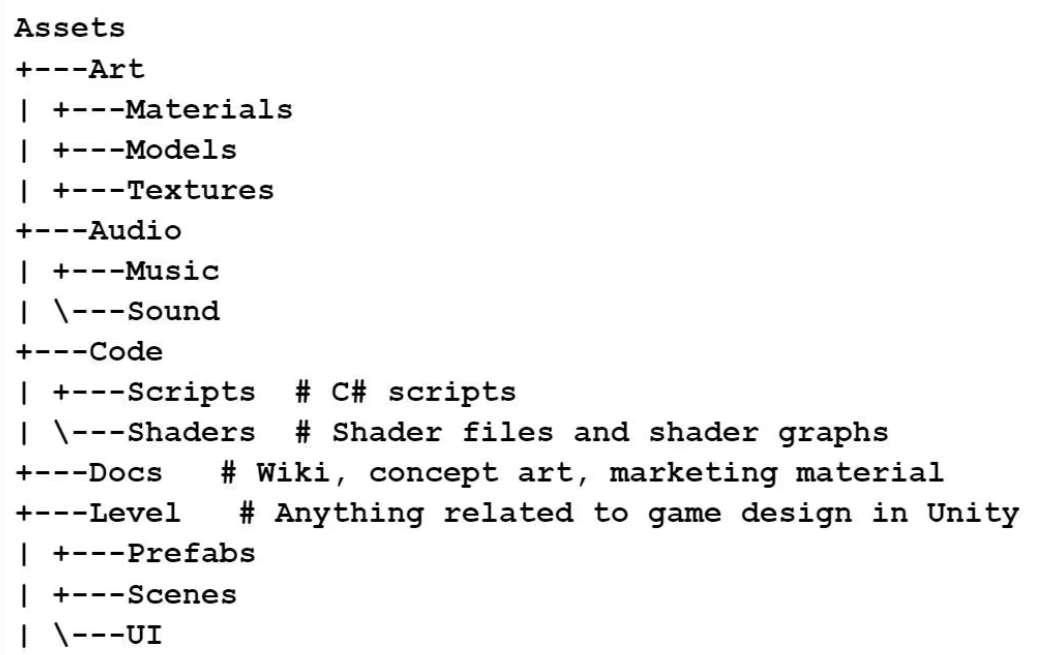 Assets
+---Art
| +---Materials
| +---Models
| +---Textures
+---Audio
| +---Music
| \---Sound
+---Code
| +---Scripts  # C# scripts
| \---Shaders  # Shader files and shader graphs
+---Docs   # Wiki, concept art, marketing material
+---Level   # Anything related to game design in Unity
| +---Prefabs
| +---Scenes
| \---UI